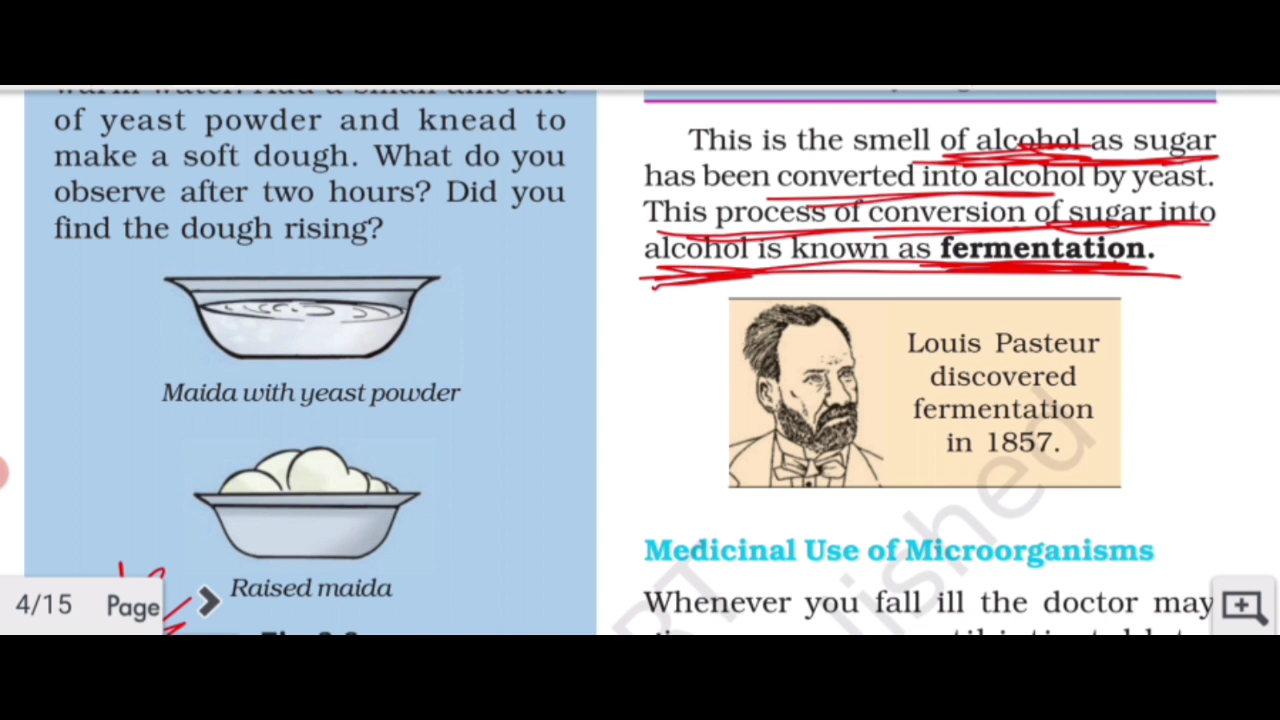 of yeast powder and knead to
make a soft dough. What do you
observe after two hours? Did you
find the dough rising?
Maida with yeast powder
Raised maida
4/15 Page
This is the smell of alcohol as sugar
has been converted into alcohol by yeast.
This process of conversion of sugar into
alcohol is known as fermentation.
Louis Pasteur
discovered
fermentation
in 1857.
Medicinal Use of Microorganisms
Whenever you fall ill the doctor may